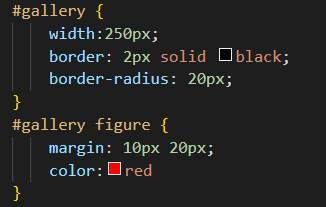 #gallery {
    width:250px;
    border: 2px solid black;
    border-radius: 20px;
}
#gallery figure {
    margin: 10px 20px;
    color:red
}